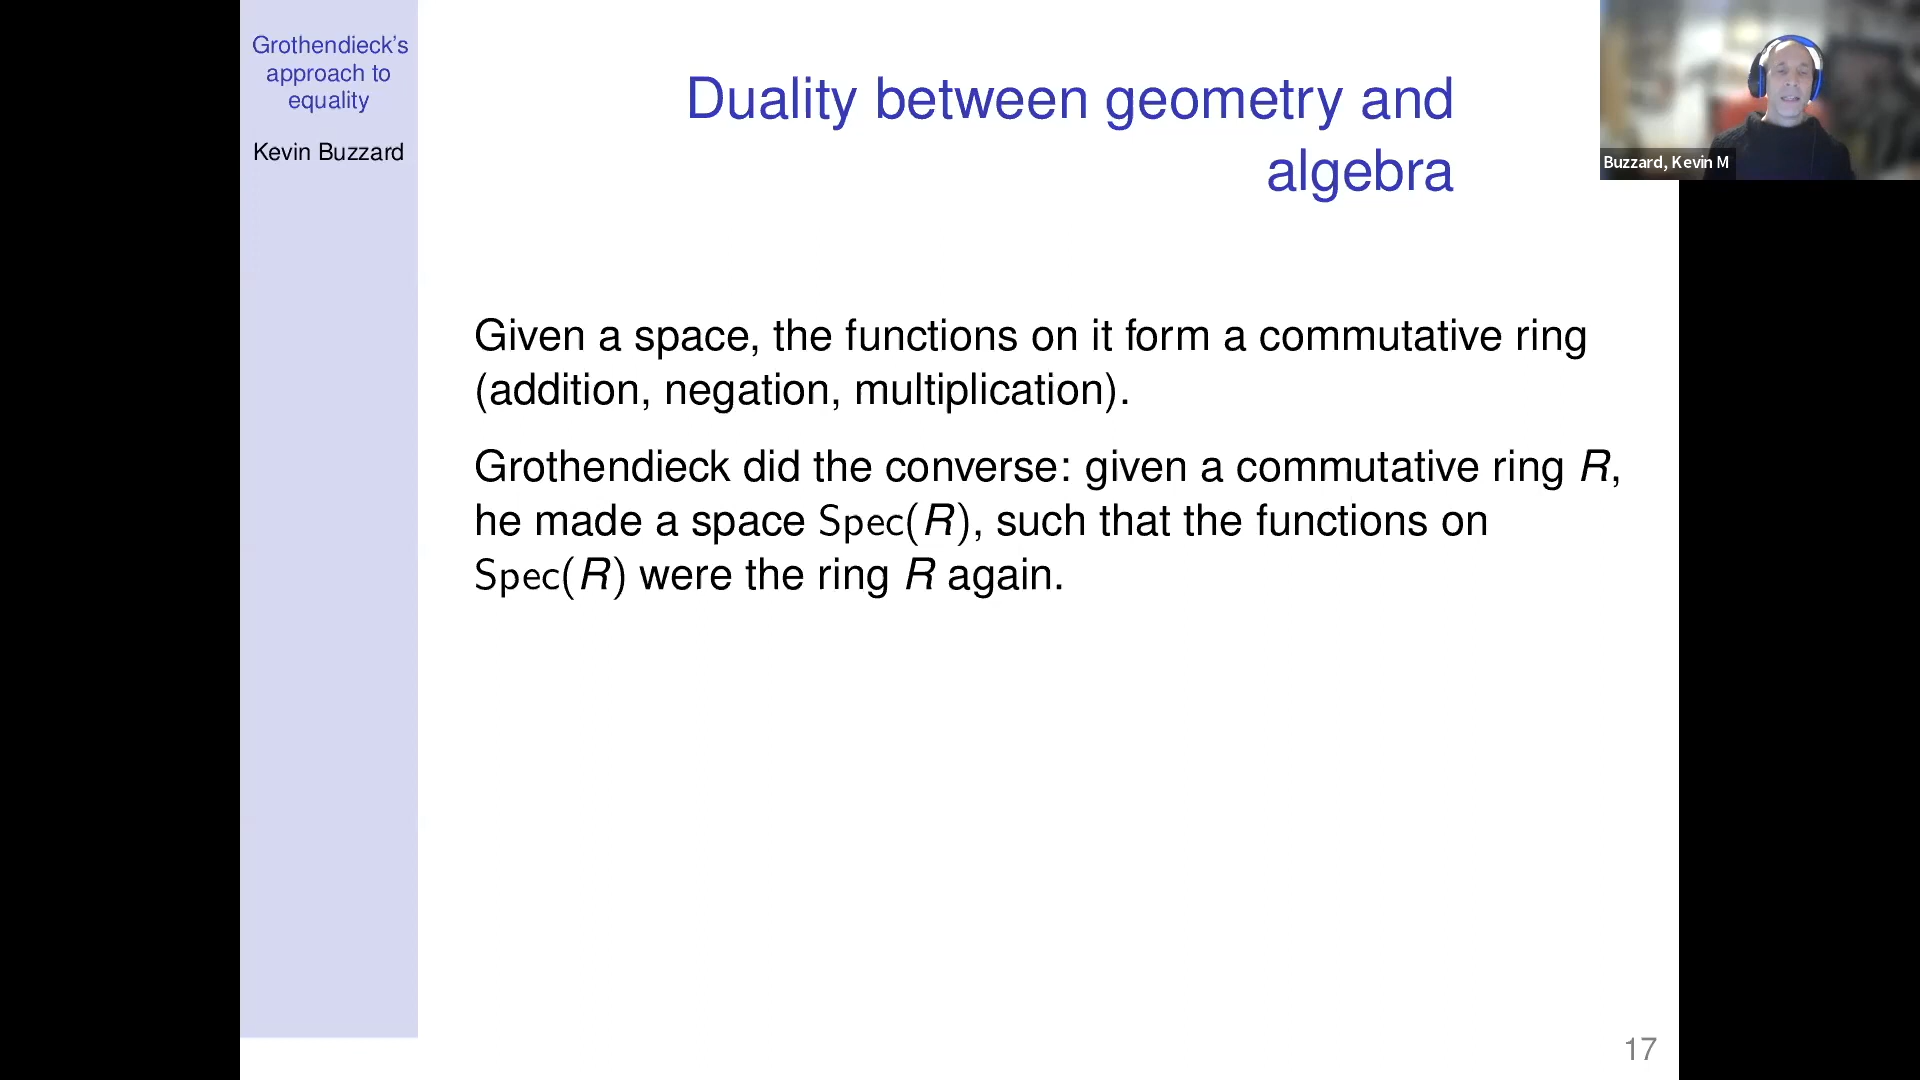 Grothendieck's
approach to
equality
Kevin Buzzard
Duality between geometry and
algebra
Given a space, the functions on it form a commutative ring
(addition, negation, multiplication).
Grothendieck did the converse: given a commutative ring R,
he made a space Spec(R), such that the functions on
Spec(R) were the ring R again.
Buzzard, Kevin M
17